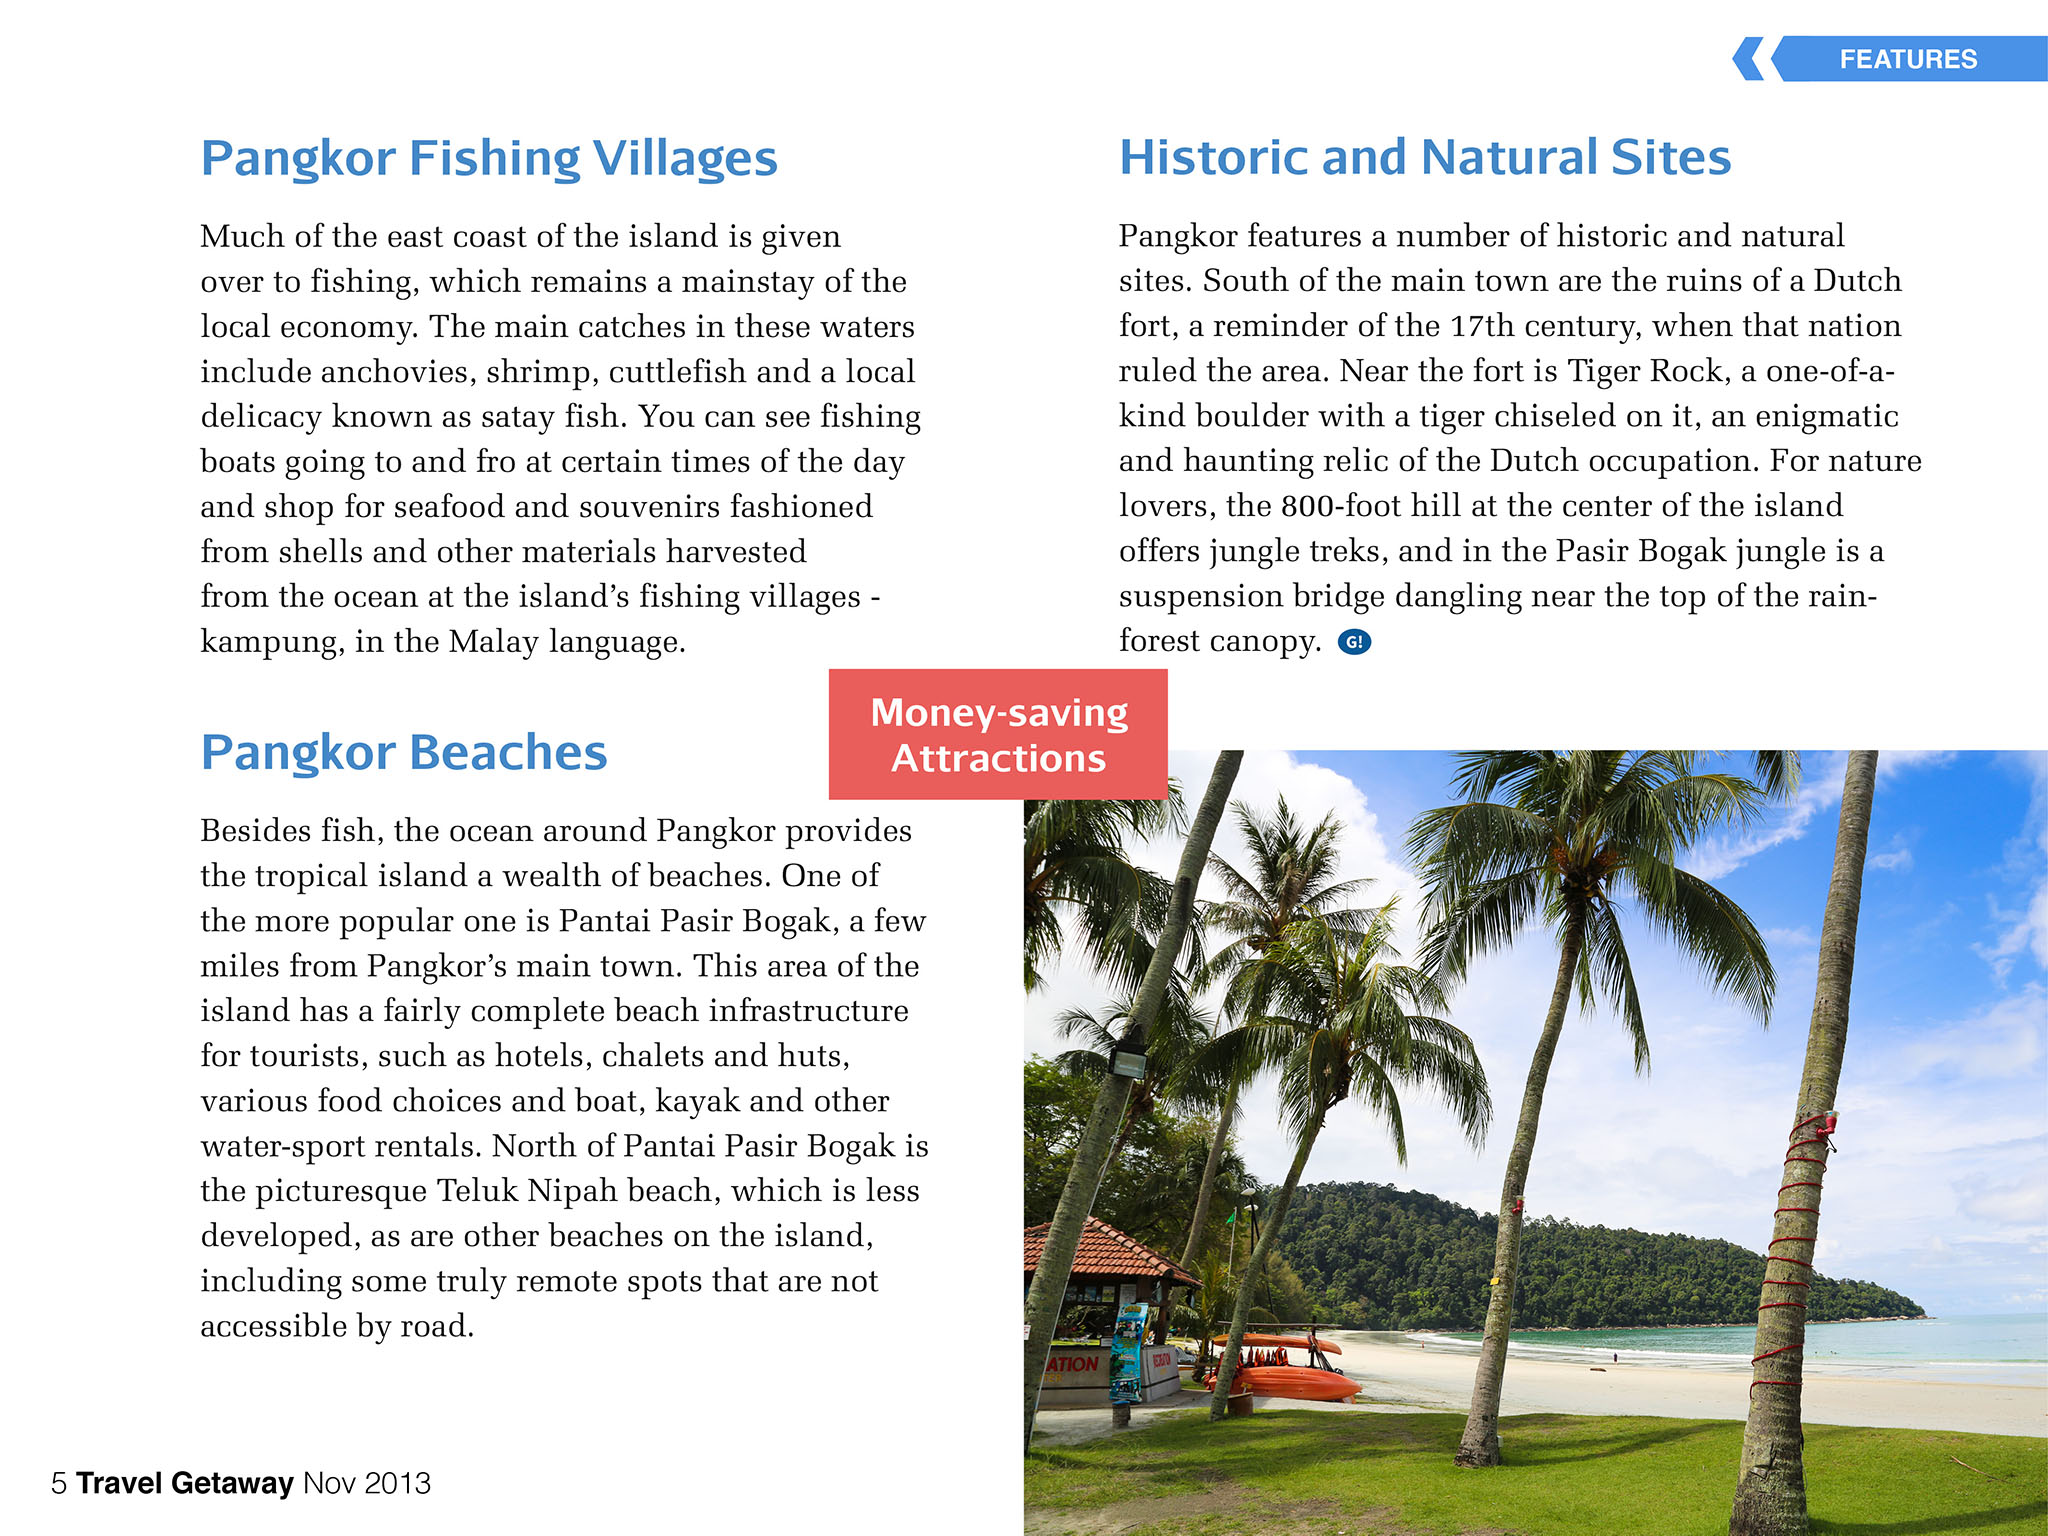 FEATURES
Pangkor Fishing Villages
Much of the east coast of the island is given
over to fishing, which remains a mainstay of the
local economy. The main catches in these waters
include anchovies, shrimp, cuttlefish and a local
delicacy known as satay fish. You can see fishing
boats going to and fro at certain times of the day
and shop for seafood and souvenirs fashioned
from shells and other materials harvested
from the ocean at the island’s fishing villages -
kampung, in the Malay language.
Pangkor Beaches
Besides fish, the ocean around Pangkor provides
the tropical island a wealth of beaches. One of
the more popular one is Pantai Pasir Bogak, a few
miles from Pangkor’s main town. This area of the
island has a fairly complete beach infrastructure
for tourists, such as hotels, chalets and huts,
various food choices and boat, kayak and other
water-sport rentals. North of Pantai Pasir Bogak is
the picturesque Teluk Nipah beach, which is less
developed, as are other beaches on the island,
including some truly remote spots that are not
accessible by road.
Historic and Natural Sites
Pangkor features a number of historic and natural
sites. South of the main town are the ruins of a Dutch
fort, a reminder of the 17th century, when that nation
ruled the area. Near the fort is Tiger Rock, a one-of-a-
kind boulder with a tiger chiseled on it, an enigmatic
and haunting relic of the Dutch occupation. For nature
lovers, the 800-foot hill at the center of the island
offers jungle treks, and in the Pasir Bogak jungle is a
suspension bridge dangling near the top of the rain-
forest canopy. G!
Money-saving
Attractions
ATION
RECREATION
5 Travel Getaway Nov 2013